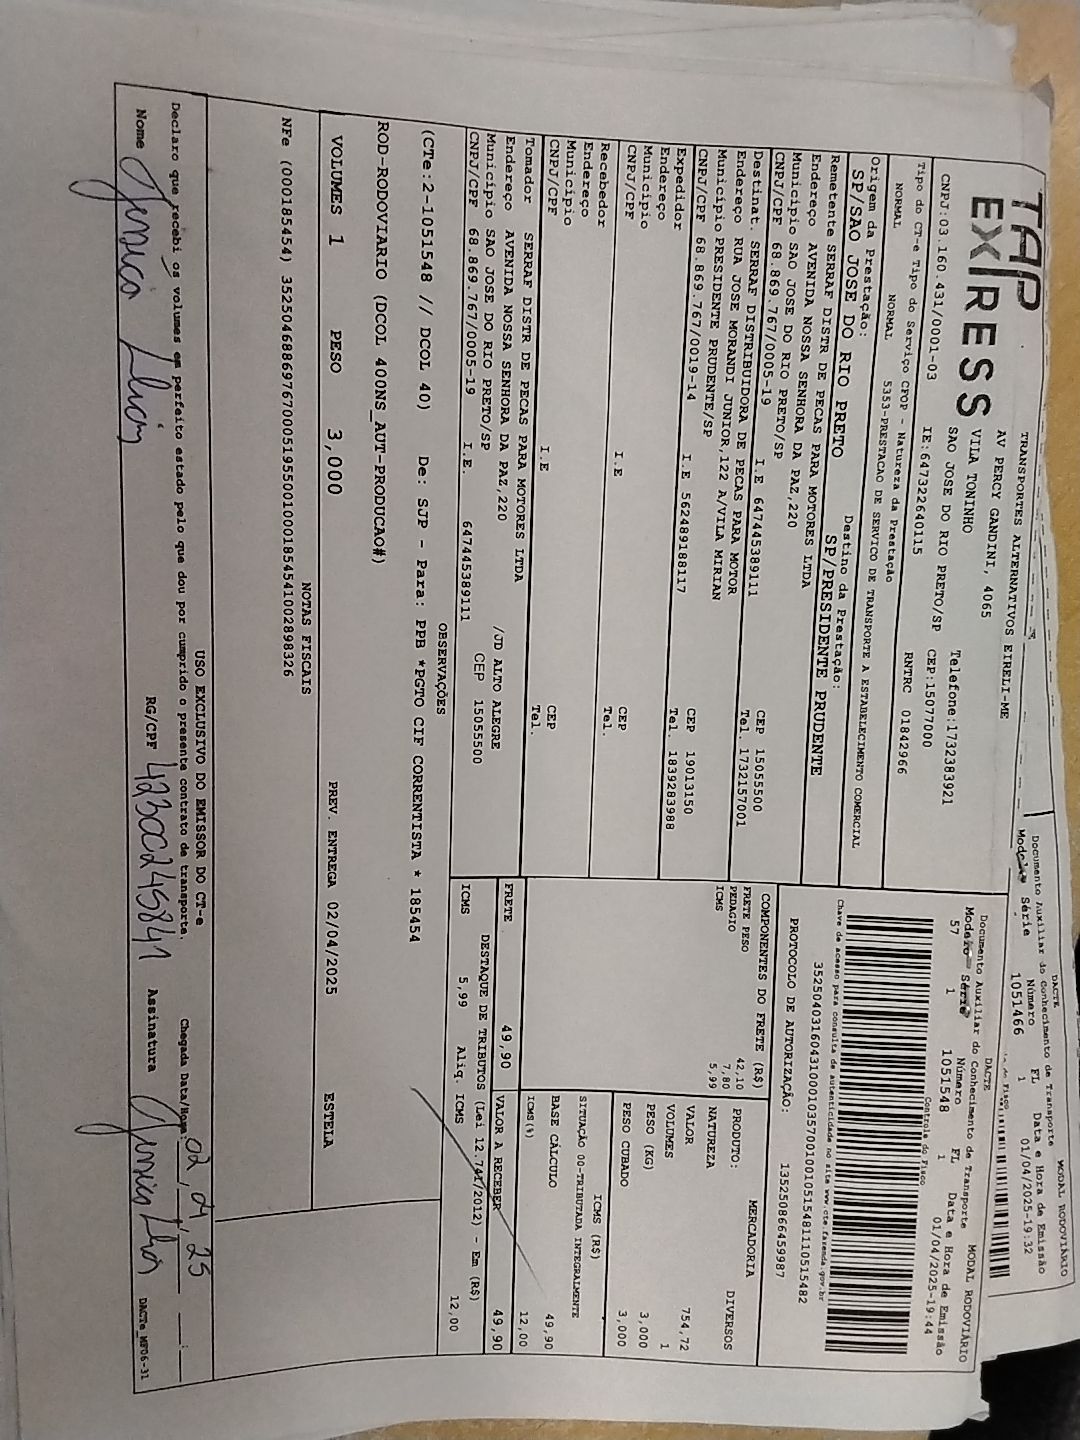 DACTE
Documento Auxiliar do Conhecimento de Transporte MODAL RODOVIÁRIO
Série Número FL Data e Hora de Emissão
1051466 1 01/04/2025-19:32
TAP EXPRESS
TRANSPORTES ALTERNATIVOS EIRELI-ME
AV PERCY GANDINI, 4065
VILA TONINHO
SAO JOSE DO RIO PRETO/SP
Telefone:1732383921
CEP:15077000
CNPJ:03.160.431/0001-03 IE:647322640115 RNTRC 01842966
DACTE
Documento Auxiliar do Conhecimento de Transporte MODAL RODOVIÁRIO
Modelo Série Número FL Data e Hora de Emissão
57 1 1051548 1 01/04/2025-19:44
Controle do Fisco
Tipo do CT-e Tipo do Serviço CFOP - Natureza da Prestação
NORMAL NORMAL 5353-PRESTACAO DE SERVICO DE TRANSPORTE A ESTABELECIMENTO COMERCIAL
Chave de acesso para consulta de autenticidade no site www.cte.fazenda.gov.br
Origem da Prestação: Destino da Prestação:
SP/SAO JOSE DO RIO PRETO SP/PRESIDENTE PRUDENTE
PROTOCOLO DE AUTORIZAÇÃO: 135250866459987
Remetente SERRAF DISTR DE PECAS PARA MOTORES LTDA
Endereço AVENIDA NOSSA SENHORA DA PAZ,220
Município SAO JOSE DO RIO PRETO/SP CEP 15055500
CNPJ/CPF 68.869.767/0005-19 I.E 647445389111 Tel. 1732157001
Destinat. SERRAF DISTRIBUIDORA DE PECAS PARA MOTOR
Endereço RUA JOSE MORANDI JUNIOR,122 A/VILA MIRIAN
Município PRESIDENTE PRUDENTE/SP CEP 19013150
CNPJ/CPF 68.869.767/0019-14 I.E 562489188117 Tel. 1839283988
Expedidor
Endereço
Município CEP
CNPJ/CPF I.E Tel.
Recebedor
Endereço
Município CEP
CNPJ/CPF I.E Tel.
Tomador SERRAF DISTR DE PECAS PARA MOTORES LTDA
Endereço AVENIDA NOSSA SENHORA DA PAZ,220 /JD ALTO ALEGRE
Município SAO JOSE DO RIO PRETO/SP CEP 15055500
CNPJ/CPF 68.869.767/0005-19 I.E. 647445389111
COMPONENTES DO FRETE (R$)
FRETE PESO 42,10
PEDAGIO 7,80
ICMS 5,99
FRETE 49,90
MERCADORIA
PRODUTO: DIVERSOS
NATUREZA
VALOR 754,72
VOLUMES 1
PESO (KG) 3,000
PESO CUBADO 3,000
ICMS (R$)
SITUAÇÃO 00-TRIBUTADA INTEGRALMENTE
BASE CÁLCULO 49,90
ICMS(%) 12,00
VALOR A RECEBER 49,90
DESTAQUE DE TRIBUTOS (Lei 12.741/2012) - Em (R$)
ICMS 5,99 Aliq. ICMS 12,00
OBSERVAÇÕES
(CTe:2-1051548 // DCOL 40) De: SJP - Para: PPB *PGTO CIF CORRENTISTA * 185454
ROD-RODOVIARIO (DCOL 400NS_AUT-PRODUCAO#)
VOLUMES 1 PESO 3,000 PREV. ENTREGA 02/04/2025 ESTELA
NOTAS FISCAIS
USO EXCLUSIVO DO EMISSOR DO CT-e
Declaro que recebi os volumes em perfeito estado pelo que dou por cumprido o presente contrato de transporte.
Chegada Data/Hora:
Nome RG/CPF Assinatura
DACTe_MF06-31